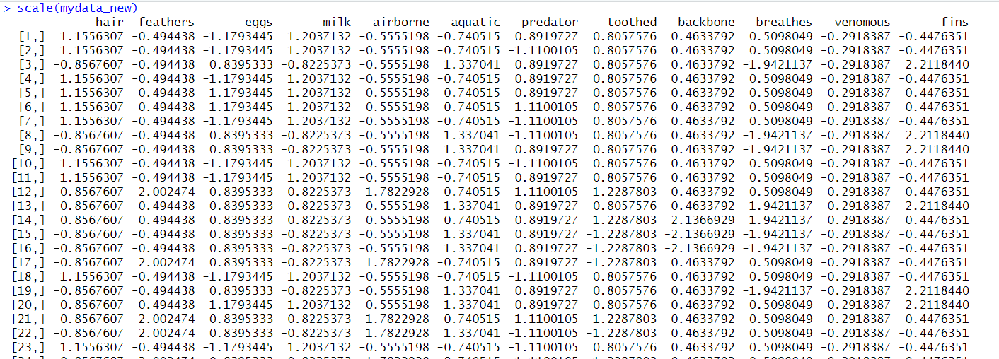 > scale(mydata_new)
hair feathers eggs milk airborne aquatic predator toothed backbone breathes venomous fins
[1,] 1.1556307 -0.494438 -1.1793445 1.2037132 -0.5555198 -0.740515 0.8919727 0.8057576 0.4633792 0.5098049 -0.2918387 -0.4476351
[2,] 1.1556307 -0.494438 -1.1793445 1.2037132 -0.5555198 -0.740515 -1.1100105 0.8057576 0.4633792 0.5098049 -0.2918387 -0.4476351
[3,] -0.8567607 -0.494438 0.8395333 -0.8225373 -0.5555198 1.337041 0.8919727 0.8057576 0.4633792 -1.9421137 -0.2918387 2.2118440
[4,] 1.1556307 -0.494438 -1.1793445 1.2037132 -0.5555198 -0.740515 0.8919727 0.8057576 0.4633792 0.5098049 -0.2918387 -0.4476351
[5,] 1.1556307 -0.494438 -1.1793445 1.2037132 -0.5555198 -0.740515 0.8919727 0.8057576 0.4633792 0.5098049 -0.2918387 -0.4476351
[6,] 1.1556307 -0.494438 -1.1793445 1.2037132 -0.5555198 -0.740515 -1.1100105 0.8057576 0.4633792 0.5098049 -0.2918387 -0.4476351
[7,] 1.1556307 -0.494438 -1.1793445 1.2037132 -0.5555198 -0.740515 -1.1100105 0.8057576 0.4633792 0.5098049 -0.2918387 -0.4476351
[8,] -0.8567607 -0.494438 0.8395333 -0.8225373 -0.5555198 1.337041 -1.1100105 0.8057576 0.4633792 -1.9421137 -0.2918387 2.2118440
[9,] -0.8567607 -0.494438 0.8395333 -0.8225373 -0.5555198 1.337041 0.8919727 0.8057576 0.4633792 -1.9421137 -0.2918387 2.2118440
[10,] 1.1556307 -0.494438 -1.1793445 1.2037132 -0.5555198 -0.740515 -1.1100105 0.8057576 0.4633792 0.5098049 -0.2918387 -0.4476351
[11,] 1.1556307 -0.494438 -1.1793445 1.2037132 -0.5555198 -0.740515 0.8919727 0.8057576 0.4633792 0.5098049 -0.2918387 -0.4476351
[12,] -0.8567607 2.002474 0.8395333 -0.8225373 1.7822928 -0.740515 -1.1100105 -1.2287803 0.4633792 0.5098049 -0.2918387 -0.4476351
[13,] -0.8567607 -0.494438 0.8395333 -0.8225373 -0.5555198 1.337041 0.8919727 0.8057576 0.4633792 -1.9421137 -0.2918387 2.2118440
[14,] -0.8567607 -0.494438 0.8395333 -0.8225373 -0.5555198 -0.740515 0.8919727 -1.2287803 -2.1366929 -1.9421137 -0.2918387 -0.4476351
[15,] -0.8567607 -0.494438 0.8395333 -0.8225373 -0.5555198 1.337041 0.8919727 -1.2287803 -2.1366929 -1.9421137 -0.2918387 -0.4476351
[16,] -0.8567607 -0.494438 0.8395333 -0.8225373 -0.5555198 1.337041 0.8919727 -1.2287803 -2.1366929 -1.9421137 -0.2918387 -0.4476351
[17,] -0.8567607 2.002474 0.8395333 -0.8225373 1.7822928 -0.740515 0.8919727 -1.2287803 0.4633792 0.5098049 -0.2918387 -0.4476351
[18,] 1.1556307 -0.494438 -1.1793445 1.2037132 -0.5555198 -0.740515 -1.1100105 0.8057576 0.4633792 0.5098049 -0.2918387 -0.4476351
[19,] -0.8567607 -0.494438 0.8395333 -0.8225373 -0.5555198 1.337041 0.8919727 0.8057576 0.4633792 -1.9421137 -0.2918387 2.2118440
[20,] -0.8567607 -0.494438 -1.1793445 1.2037132 -0.5555198 1.337041 0.8919727 0.8057576 0.4633792 0.5098049 -0.2918387 2.2118440
[21,] -0.8567607 2.002474 0.8395333 -0.8225373 1.7822928 -0.740515 -1.1100105 -1.2287803 0.4633792 0.5098049 -0.2918387 -0.4476351
[22,] -0.8567607 2.002474 0.8395333 -0.8225373 1.7822928 1.337041 -1.1100105 -1.2287803 0.4633792 0.5098049 -0.2918387 -0.4476351
[23,] 1.1556307 -0.494438 -1.1793445 1.2037132 -0.5555198 -0.740515 -1.1100105 0.8057576 0.4633792 0.5098049 -0.2918387 -0.4476351